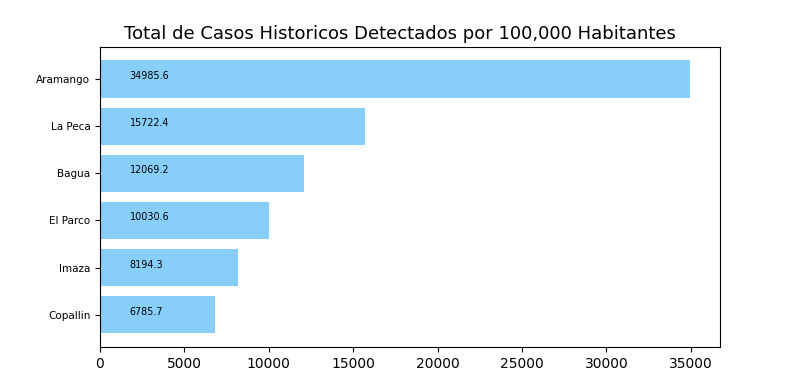 Total de Casos Historicos Detectados por 100,000 Habitantes
Aramango 34985.6
La Peca 15722.4
Bagua 12069.2
El Parco 10030.6
Imaza 8194.3
Copallin 6785.7
0 5000 10000 15000 20000 25000 30000 35000